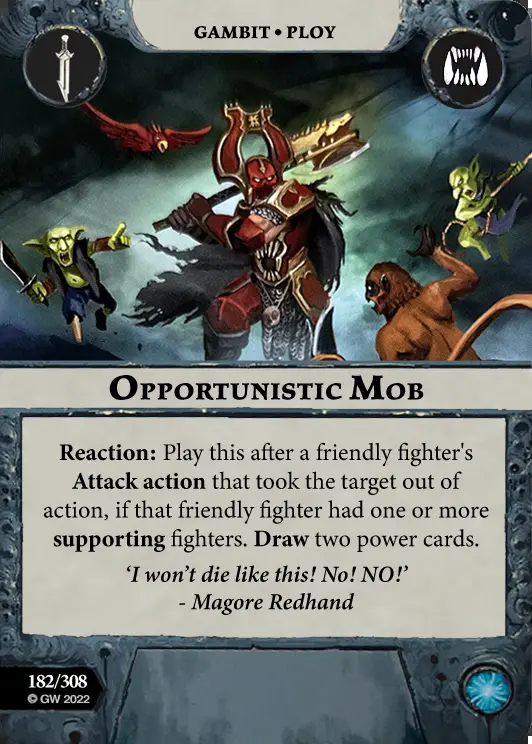 GAMBIT • PLOY
OPPORTUNISTIC MOB
Reaction: Play this after a friendly fighter's
Attack action that took the target out of
action, if that friendly fighter had one or more
supporting fighters. Draw two power cards.
‘I won’t die like this! No! NO!’
- Magore Redhand
182/308
© GW 2022